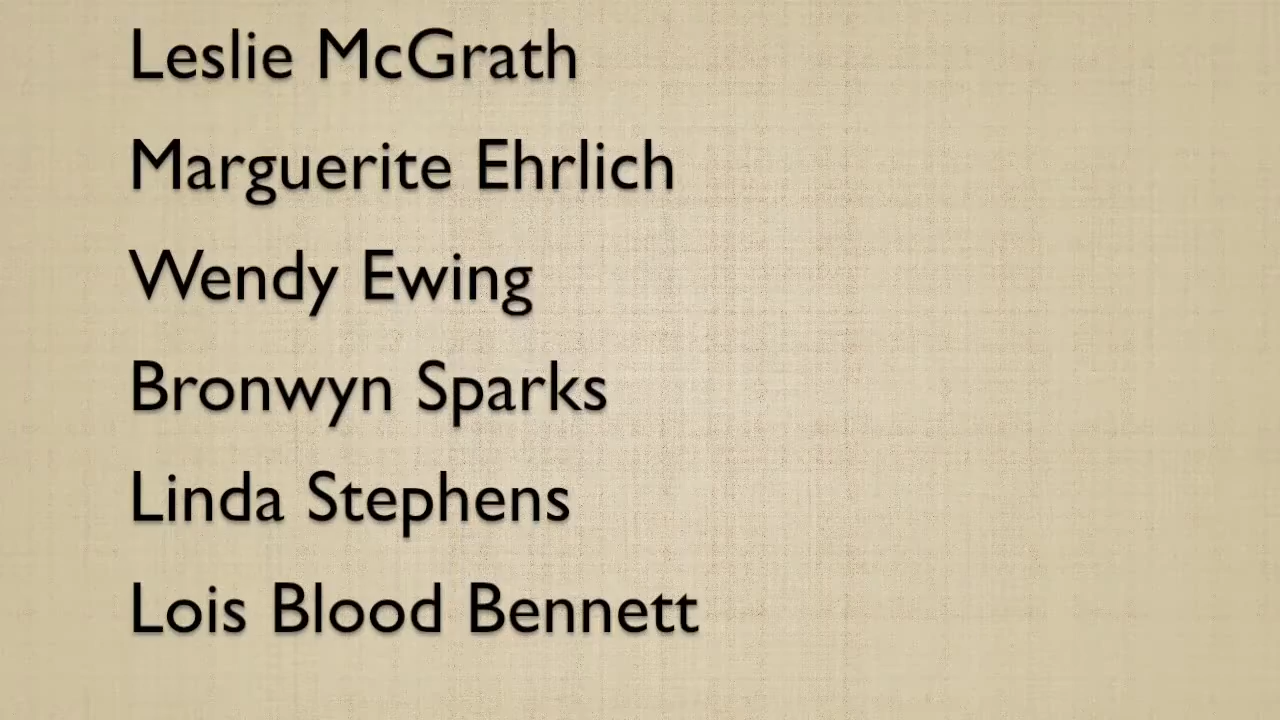 Leslie McGrath
Marguerite Ehrlich
Wendy Ewing
Bronwyn Sparks
Linda Stephens
Lois Blood Bennett